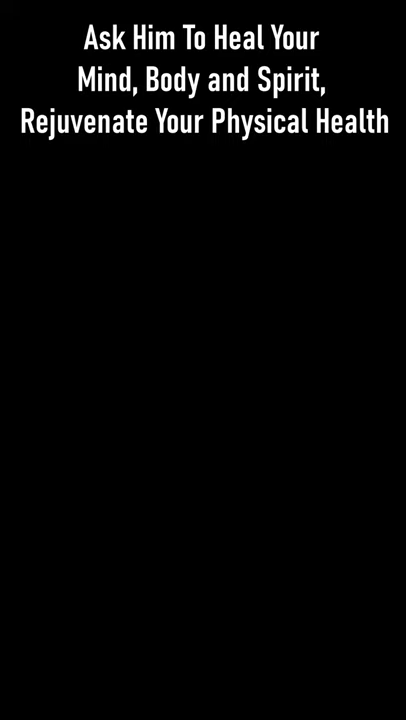 Ask Him To Heal Your
Mind, Body and Spirit,
Rejuvenate Your Physical Health